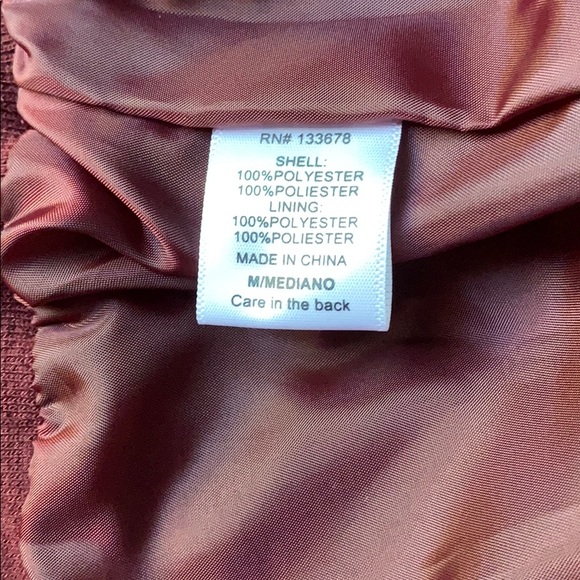 RN# 133678
SHELL:
100%POLYESTER
100%POLIESTER
LINING:
100%POLYESTER
100%POLIESTER
MADE IN CHINA
M/MEDIANO
Care in the back